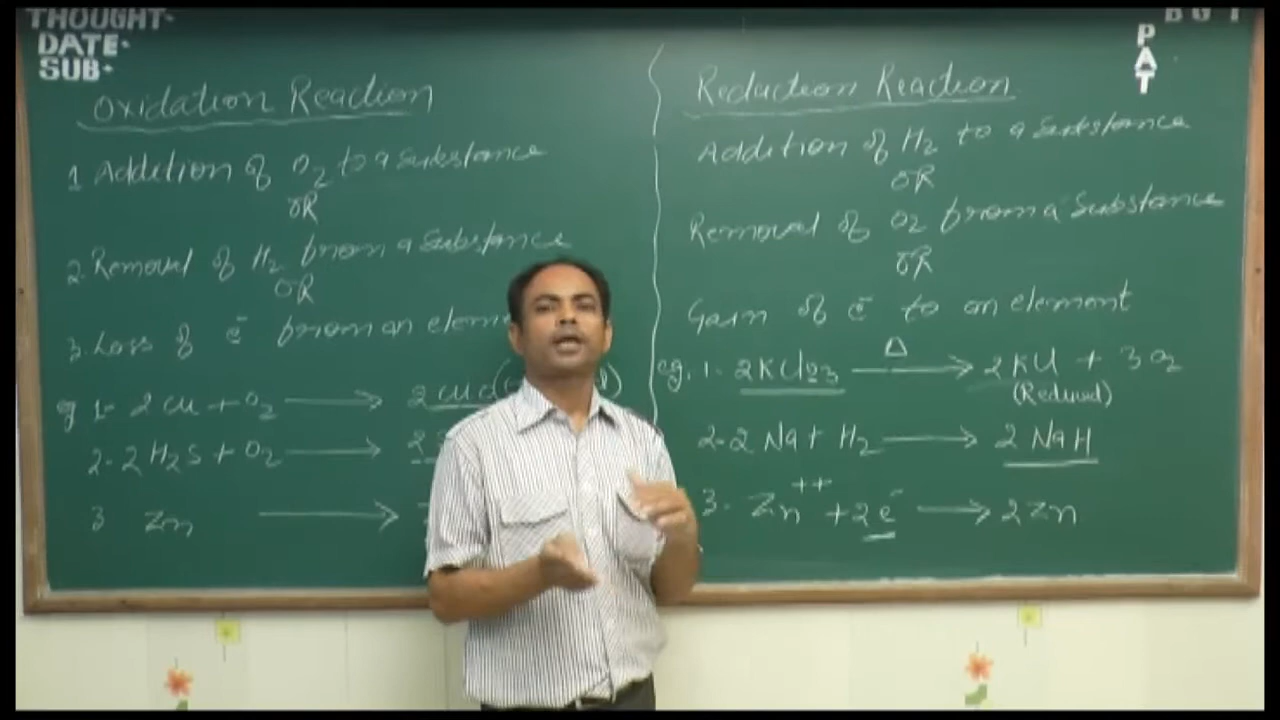 THOUGHT-
DATE-
SUB-
P
A
T
Oxidation Reaction
1 Addition of O2 to a Substance
OR
2. Removal of H2 from a Substance
OR
3. Loss of e- from an elem
eg 1- 2Cu + O2 ⟶ 2CuO
2- 2H2S + O2 ⟶ 2
3 Zn ⟶
Reduction Reaction
Addition of H2 to a Substance
OR
Removal of O2 from a Substance
OR
Gain of e- to an element
eg. 1- 2KClO3 Δ⟶ 2KCl + 3O2
(Reduced)
2- 2Na + H2 ⟶ 2NaH
3- Zn++ + 2e- ⟶ 2Zn